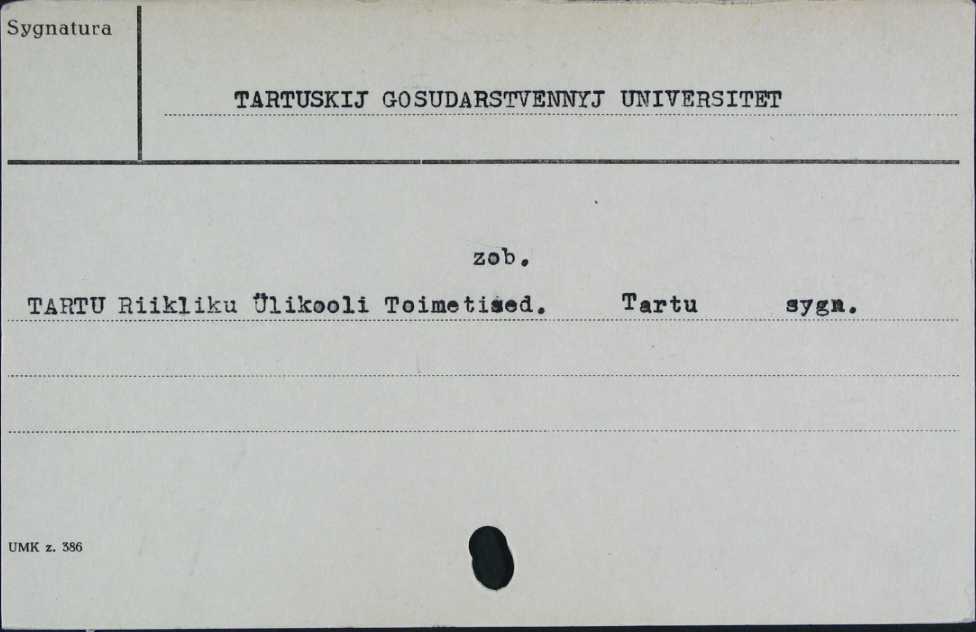 Sygnatura
TARTUSKIJ GOSUDARSTVENNYJ UNIVERSITET
zob.
TARTU Riikliku Ülikooli Toimetised. Tartu sygn.
UMK z. 386